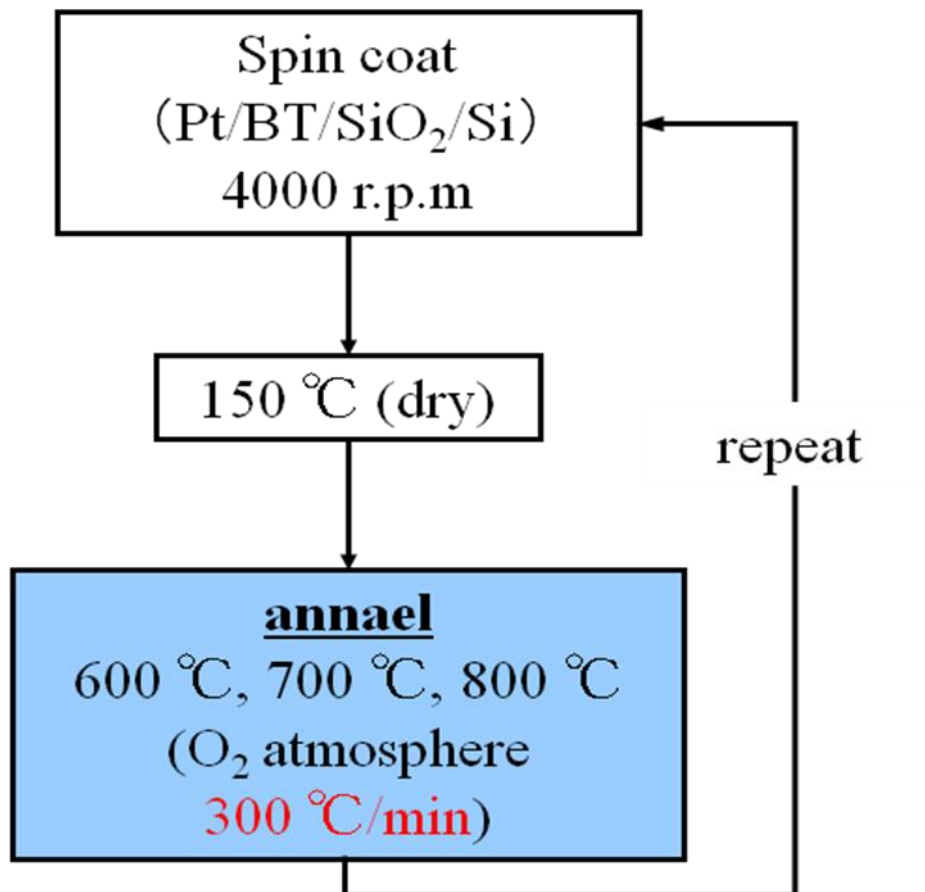 Spin coat
（Pt/BT/SiO₂/Si）
4000 r.p.m
150 ℃ (dry)
repeat
annael
600 ℃, 700 ℃, 800 ℃
(O₂ atmosphere
300 ℃/min)